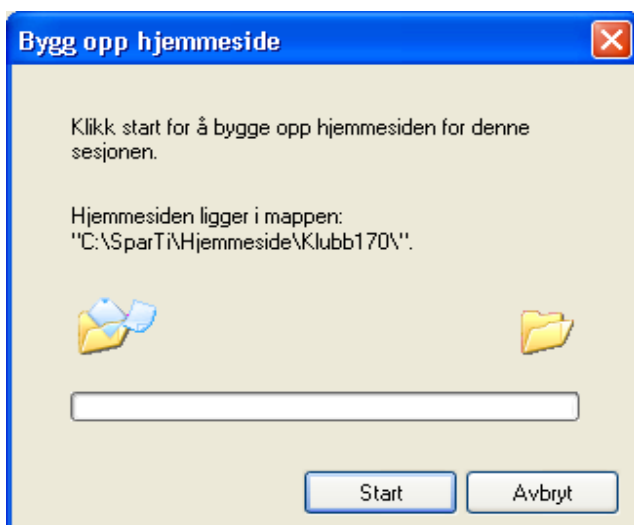 Bygg opp hjemmeside
Klikk start for å bygge opp hjemmesiden for denne
sesjonen.
Hjemmesiden ligger i mappen:
"C:\SparTi\Hjemmeside\Klubb170\".
Start
Avbryt